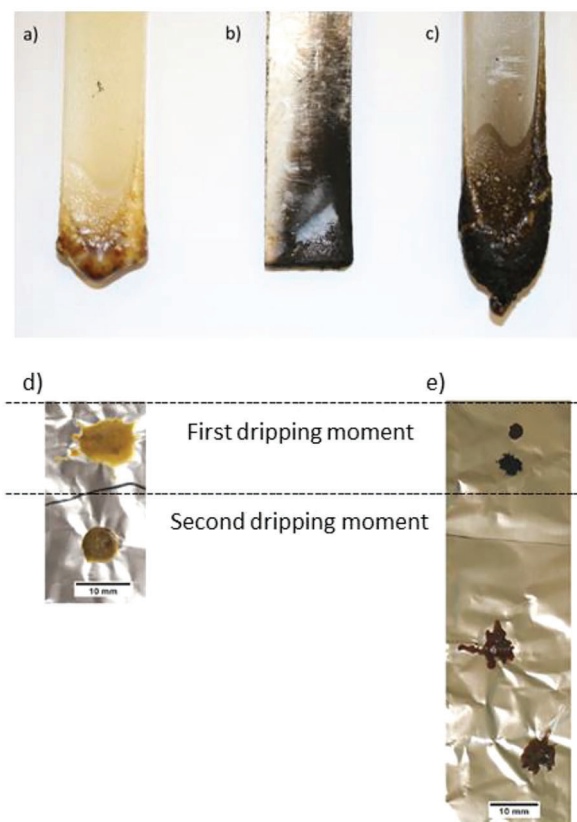 a)
b)
c)
d)
e)
First dripping moment
Second dripping moment
10 mm
10 mm